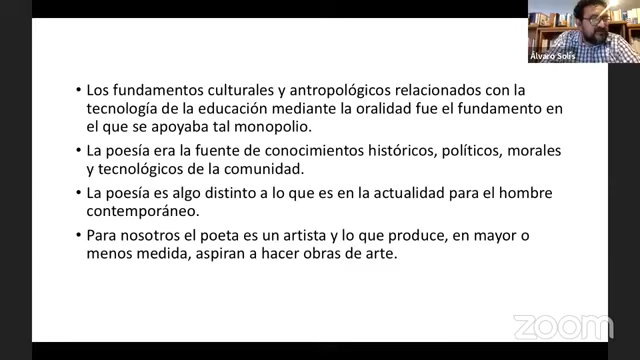 Álvaro Solís
• Los fundamentos culturales y antropológicos relacionados con la
tecnología de la educación mediante la oralidad fue el fundamento en
el que se apoyaba tal monopolio.
• La poesía era la fuente de conocimientos históricos, políticos, morales
y tecnológicos de la comunidad.
• La poesía es algo distinto a lo que es en la actualidad para el hombre
contemporáneo.
• Para nosotros el poeta es un artista y lo que produce, en mayor o
menos medida, aspiran a hacer obras de arte.
zoom